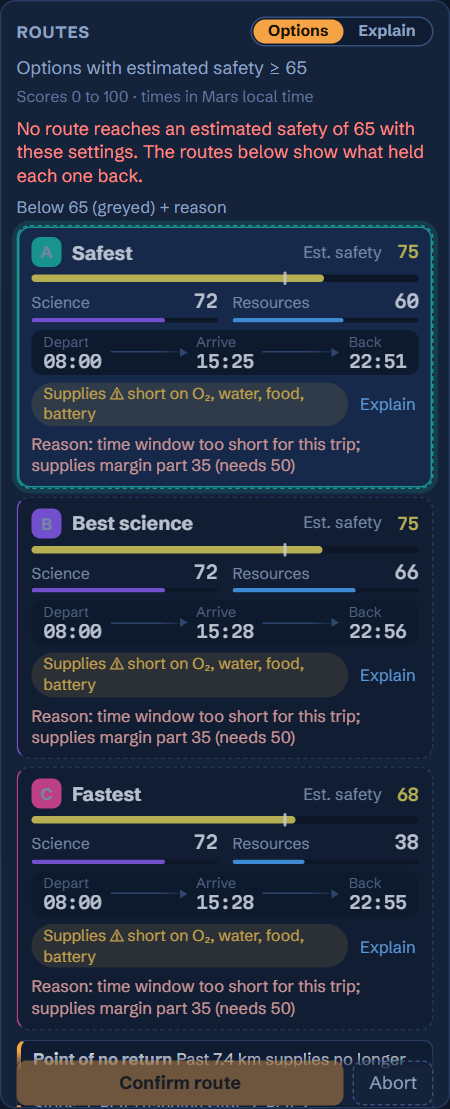 ROUTES
Options Explain
Options with estimated safety ≥ 65
Scores 0 to 100 · times in Mars local time
No route reaches an estimated safety of 65 with
these settings. The routes below show what held
each one back.
Below 65 (greyed) + reason
A Safest Est. safety 75
Science 72 Resources 60
Depart Arrive Back
08:00 15:25 22:51
Supplies ⚠ short on O₂, water, food,
battery
Explain
Reason: time window too short for this trip;
supplies margin part 35 (needs 50)
B Best science Est. safety 75
Science 72 Resources 66
Depart Arrive Back
08:00 15:28 22:56
Supplies ⚠ short on O₂, water, food,
battery
Explain
Reason: time window too short for this trip;
supplies margin part 35 (needs 50)
C Fastest Est. safety 68
Science 72 Resources 38
Depart Arrive Back
08:00 15:28 22:55
Supplies ⚠ short on O₂, water, food,
battery
Explain
Reason: time window too short for this trip;
supplies margin part 35 (needs 50)
Point of no return Past 7.4 km supplies no longer
Confirm route Abort